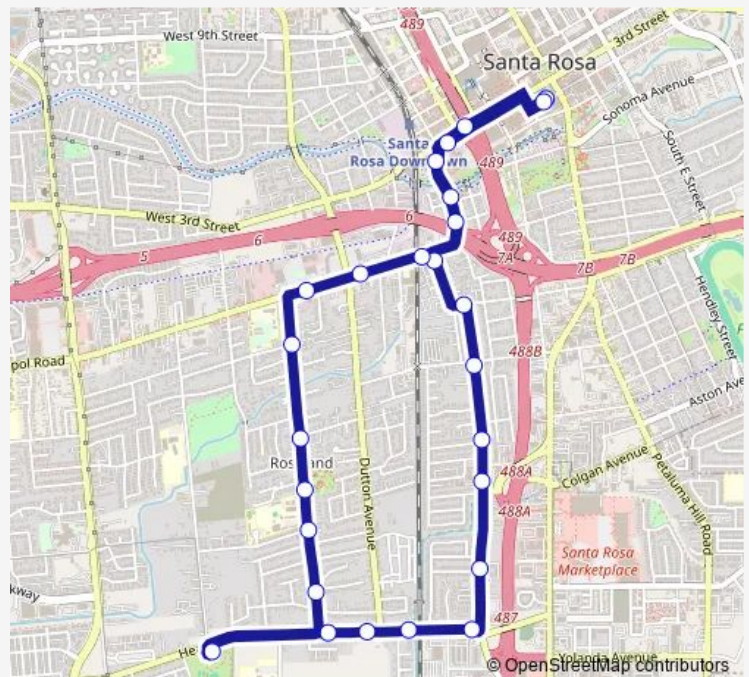 489
West 9th Street
3rd Street
Santa Rosa
Sonoma Avenue
Santa
Rosa Downtown
489
South E Street
West 3rd Street
6
6
5
489
7A
7B
7B
Hendley Street
488B
pol Road
Aston Ave
Roseland
Dutton Avenue
488A
488A
Colgan Avenue
Petaluma Hill Road
Santa Rosa
Marketplace
kway
487
He
Yolanda Avenue
© OpenStreetMap contributors